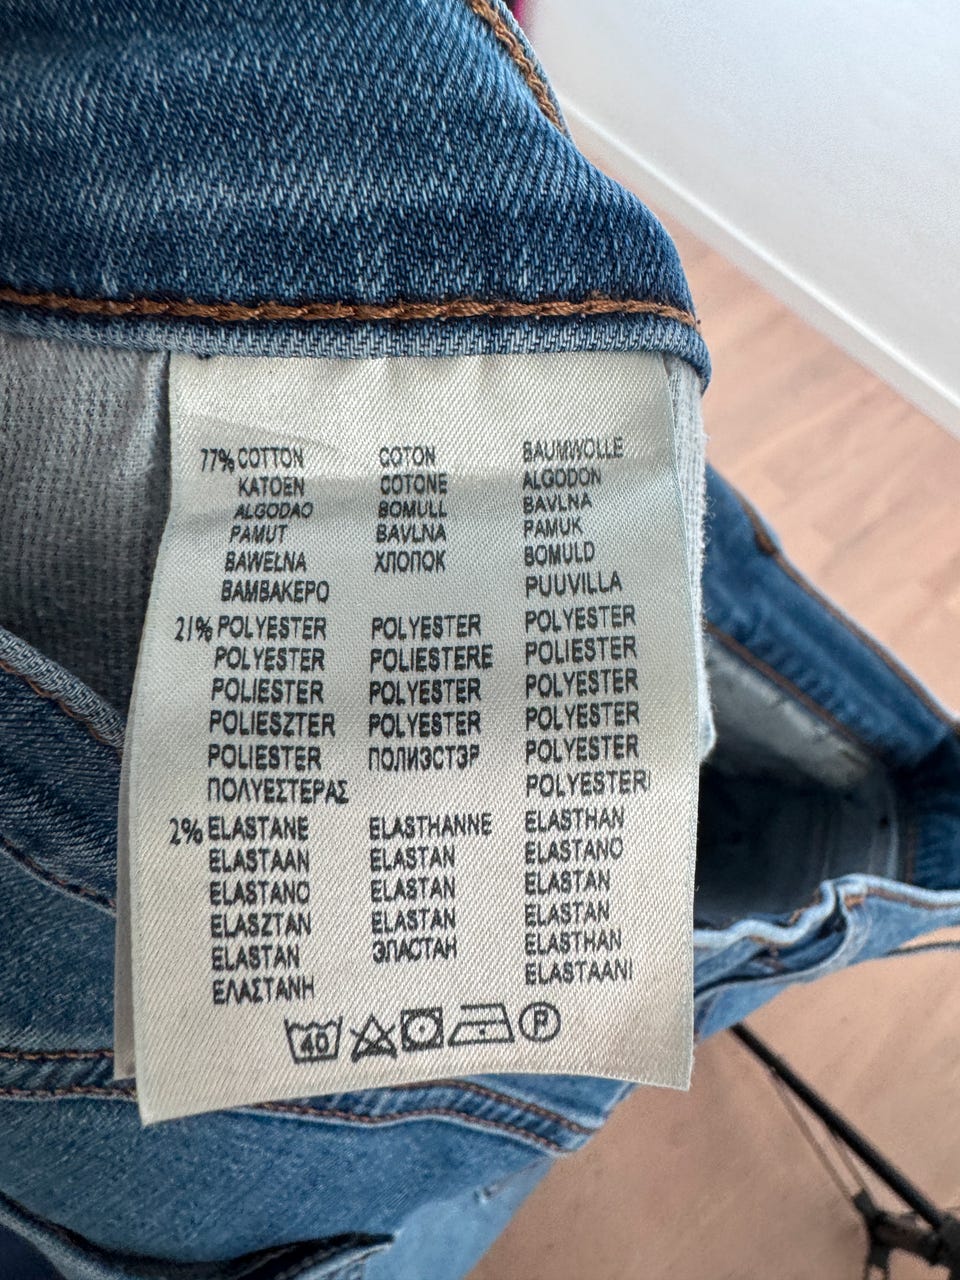 77% COTTON COTON BAUMWOLLE
KATOEN COTONE ALGODON
ALGODAO BOMULL BAVLNA
PAMUT BAVLNA PAMUK
BAWEŁNA ХЛОПОК BOMULD
ΒΑΜΒΑΚΕΡΟ PUUVILLA
21% POLYESTER POLYESTER POLYESTER
POLYESTER POLIESTERE POLIESTER
POLIESTER POLYESTER POLYESTER
POLIESZTER POLYESTER POLYESTER
POLIESTER ПОЛИЭСТЭР POLYESTER
ΠΟΛΥΕΣΤΕΡΑΣ POLYESTERI
2% ELASTANE ELASTHANNE ELASTHAN
ELASTAAN ELASTAN ELASTANO
ELASTANO ELASTAN ELASTAN
ELASZTAN ELASTAN ELASTAN
ELASTAN ЭЛАСТАН ELASTHAN
ΕΛΑΣΤΑΝΗ ELASTAANI
40 P